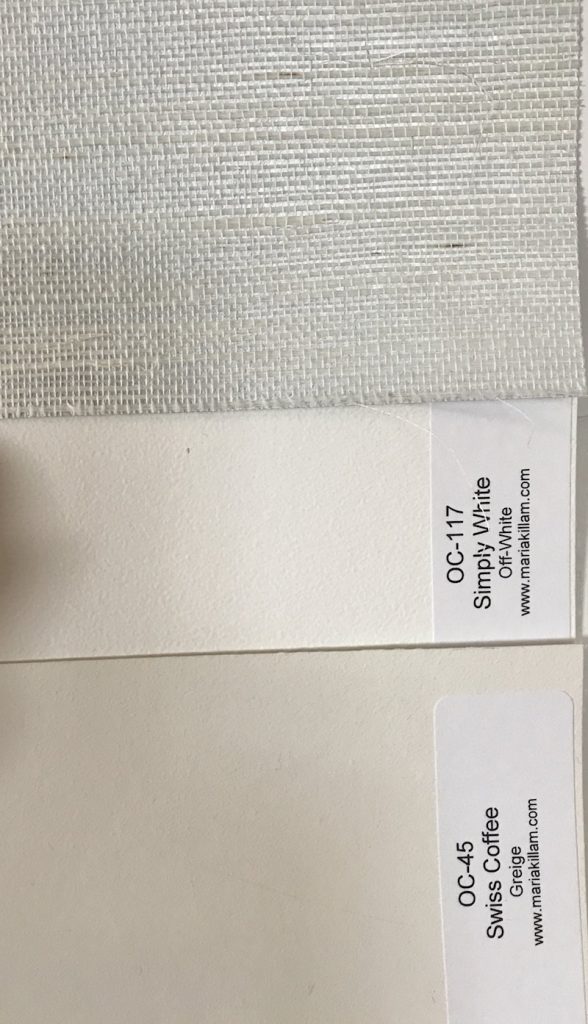 OC-117
Simply White
Off-White
www.mariakillam.com
OC-45
Swiss Coffee
Greige
www.mariakillam.com